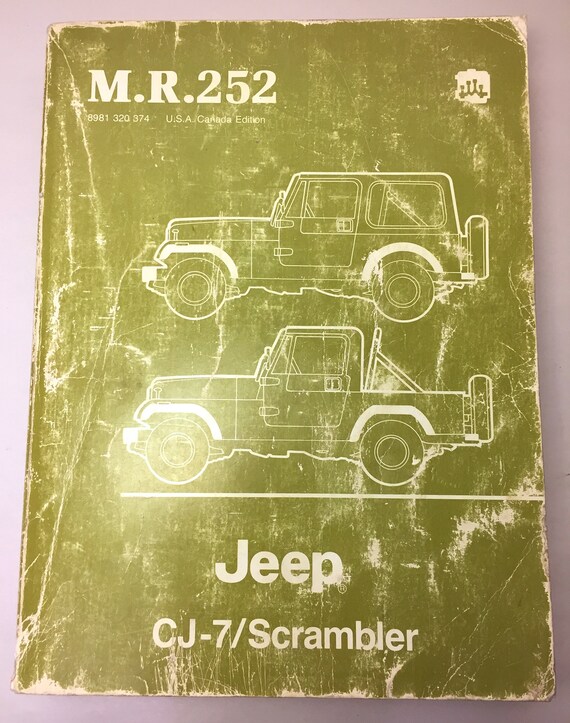 M.R.252
8981 320 374 U.S.A. Canada Edition
Jeep®
CJ-7/Scrambler